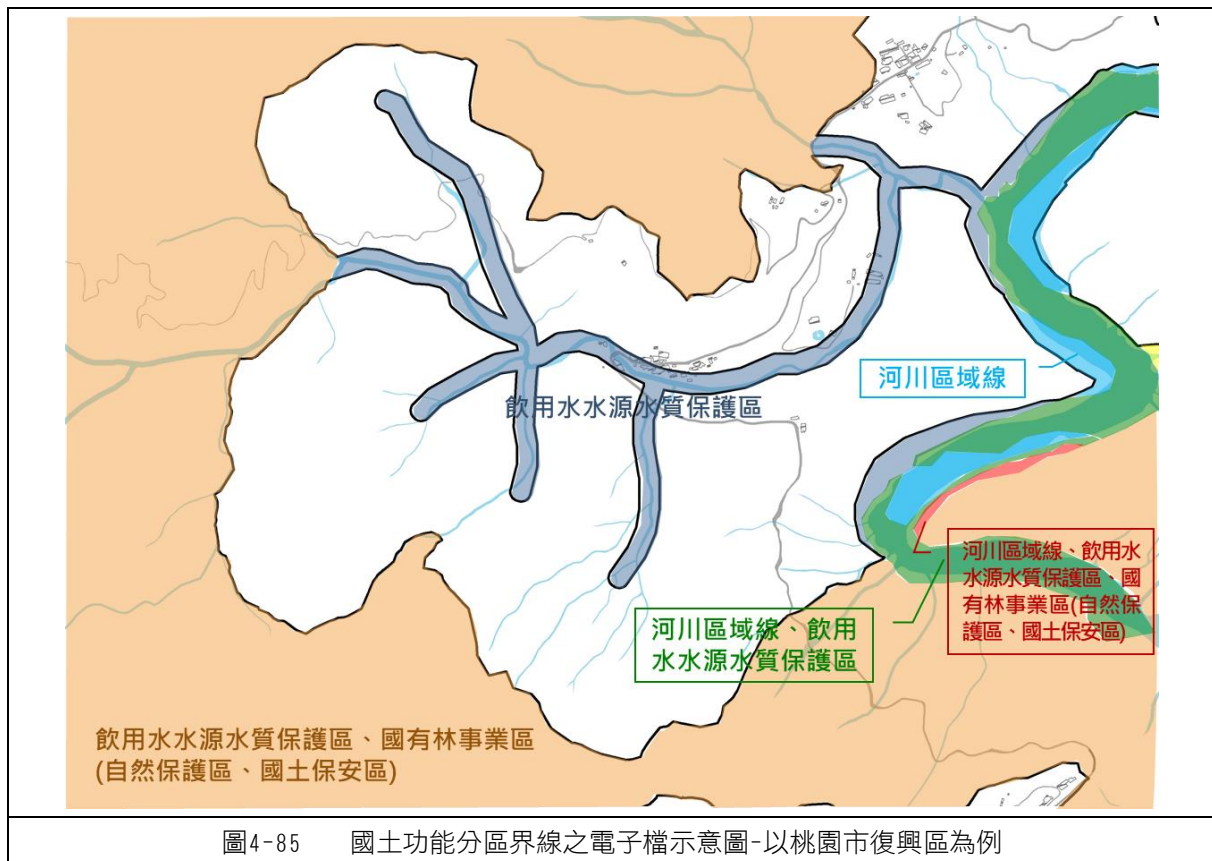 河川區域線
飲用水水源水質保護區
河川區域線、飲用水
水源水質保護區、國
有林事業區(自然保
護區、國土保安區)
河川區域線、飲用
水水源水質保護區
飲用水水源水質保護區、國有林事業區
(自然保護區、國土保安區)
圖4-85 國土功能分區界線之電子檔示意圖-以桃園市復興區為例